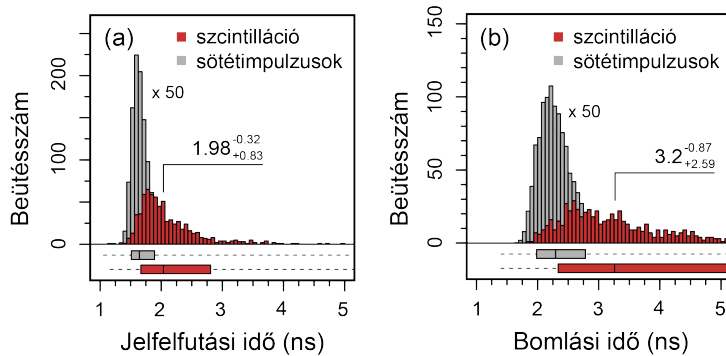 (a)
szcintilláció
sötétimpulzusok
x 50
1.98 -0.32 +0.83
Beütésszám
0 50 100 150 200
1 2 3 4 5
Jelfelfutási idő (ns)
(b)
szcintilláció
sötétimpulzusok
x 50
3.2 -0.87 +2.59
Beütésszám
0 50 100 150
1 2 3 4 5
Bomlási idő (ns)